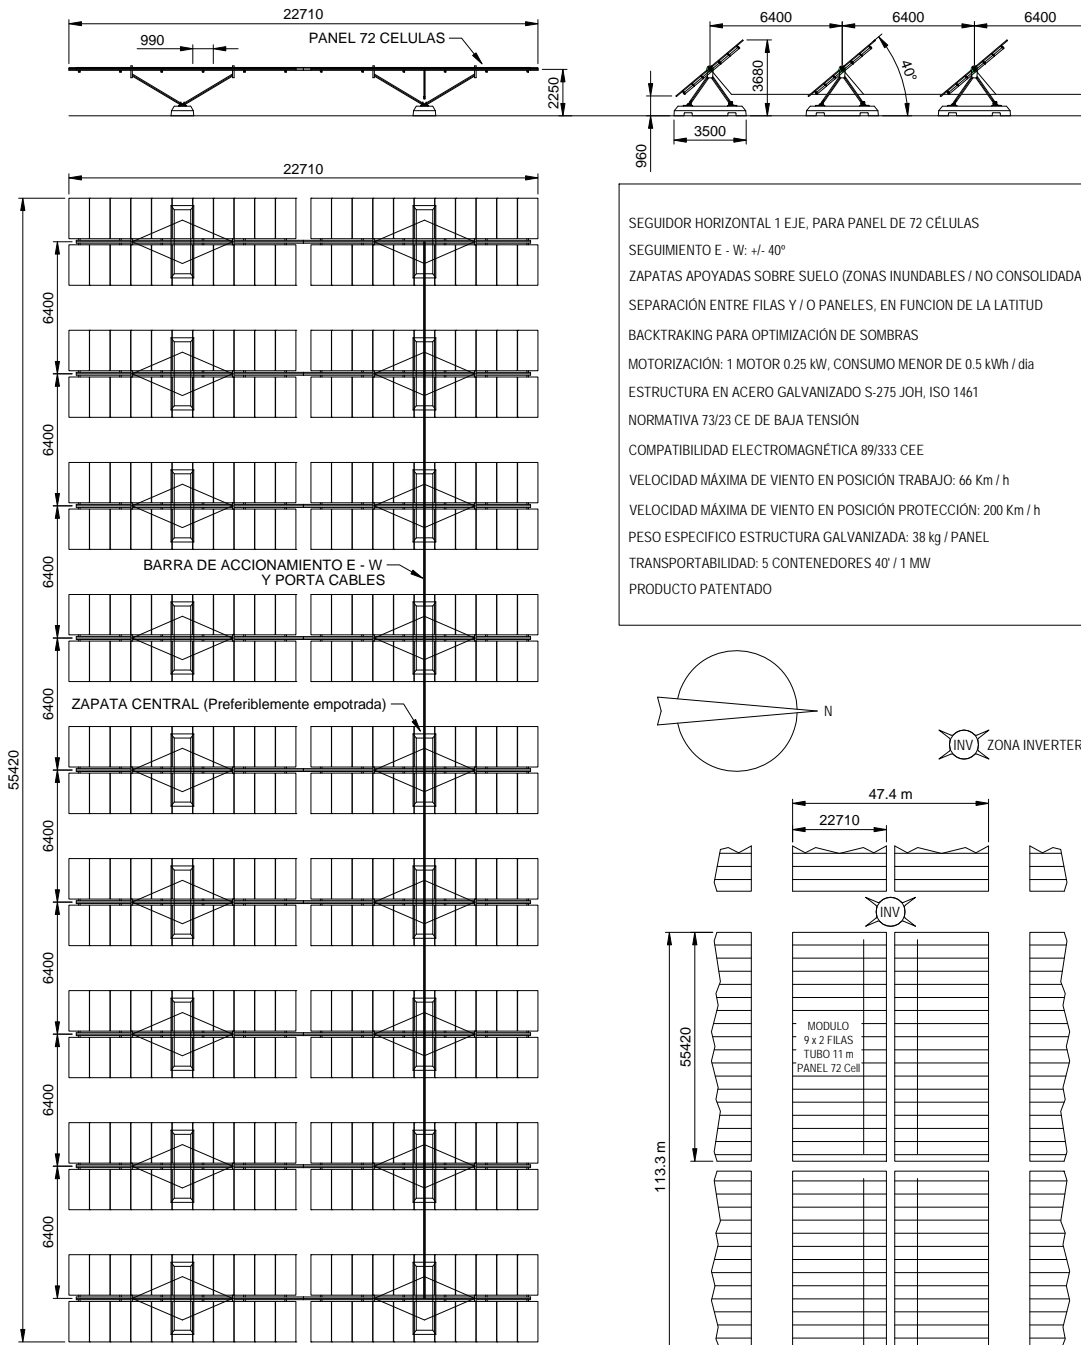 22710
990
PANEL 72 CELULAS
2250
6400
6400
6400
3680
40°
960
3500
22710
55420
6400
6400
6400
6400
6400
6400
6400
6400
BARRA DE ACCIONAMIENTO E - W
Y PORTA CABLES
ZAPATA CENTRAL (Preferiblemente empotrada)
SEGUIDOR HORIZONTAL 1 EJE, PARA PANEL DE 72 CÉLULAS
SEGUIMIENTO E - W: +/- 40º
ZAPATAS APOYADAS SOBRE SUELO (ZONAS INUNDABLES / NO CONSOLIDADA
SEPARACIÓN ENTRE FILAS Y / O PANELES, EN FUNCION DE LA LATITUD
BACKTRAKING PARA OPTIMIZACIÓN DE SOMBRAS
MOTORIZACIÓN: 1 MOTOR 0.25 kW, CONSUMO MENOR DE 0.5 kWh / dia
ESTRUCTURA EN ACERO GALVANIZADO S-275 JOH, ISO 1461
NORMATIVA 73/23 CE DE BAJA TENSIÓN
COMPATIBILIDAD ELECTROMAGNÉTICA 89/333 CEE
VELOCIDAD MÁXIMA DE VIENTO EN POSICIÓN TRABAJO: 66 Km / h
VELOCIDAD MÁXIMA DE VIENTO EN POSICIÓN PROTECCIÓN: 200 Km / h
PESO ESPECIFICO ESTRUCTURA GALVANIZADA: 38 kg / PANEL
TRANSPORTABILIDAD: 5 CONTENEDORES 40' / 1 MW
PRODUCTO PATENTADO
N
INV ZONA INVERTER
47.4 m
22710
INV
55420
113.3 m
MODULO
9 x 2 FILAS
TUBO 11 m
PANEL 72 Cell